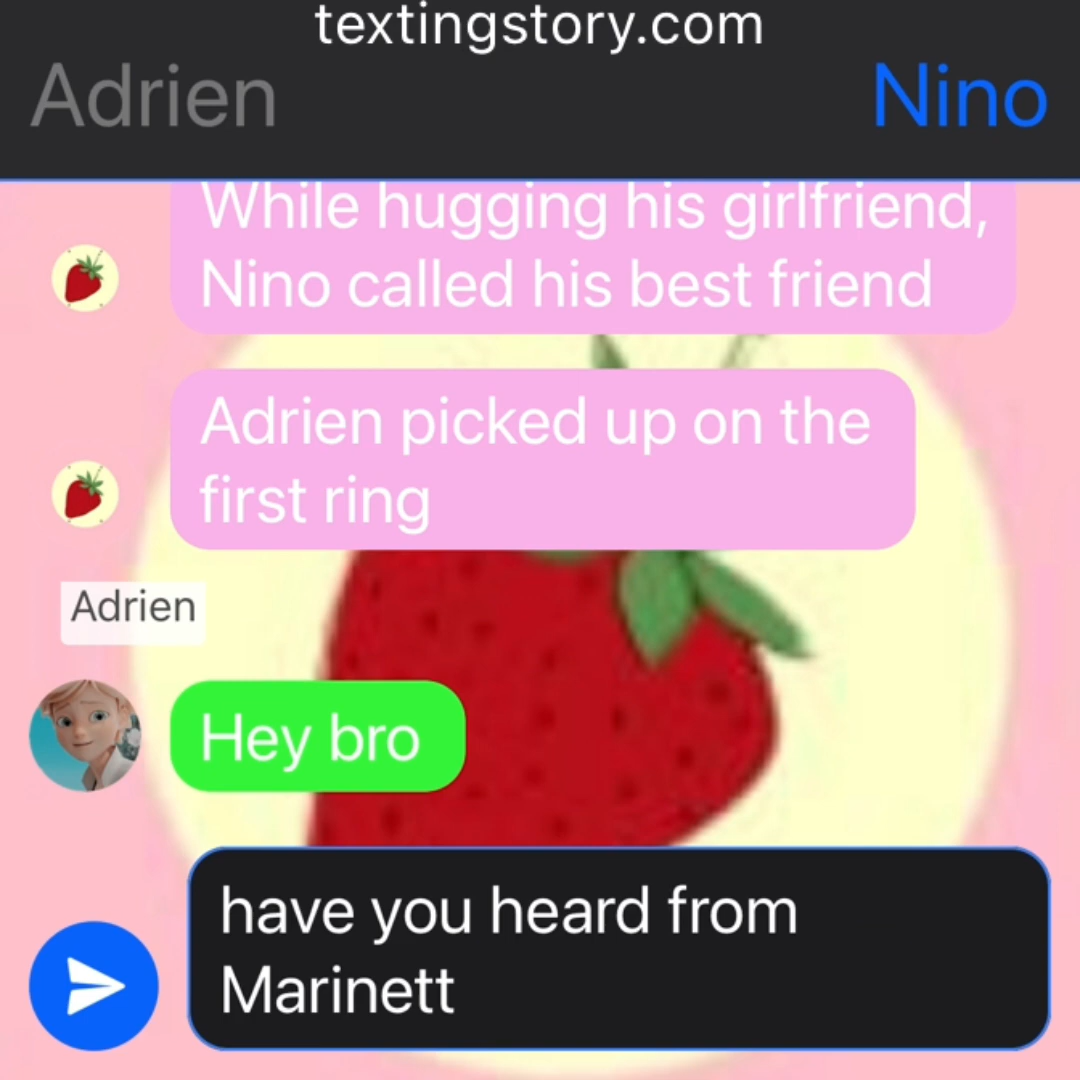 textingstory.com
Adrien Nino
While hugging his girlfriend,
Nino called his best friend
Adrien picked up on the
first ring
Adrien
Hey bro
have you heard from
Marinett